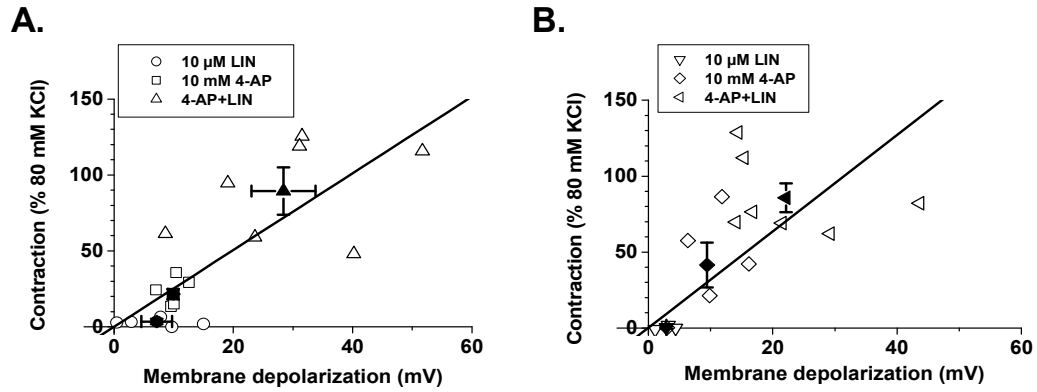 A.
10 µM LIN
10 mM 4-AP
4-AP+LIN
150
100
50
0
0 20 40 60
Contraction (% 80 mM KCl)
Membrane depolarization (mV)
B.
10 µM LIN
10 mM 4-AP
4-AP+LIN
150
100
50
0
0 20 40 60
Contraction (% 80 mM KCl)
Membrane depolarization (mV)